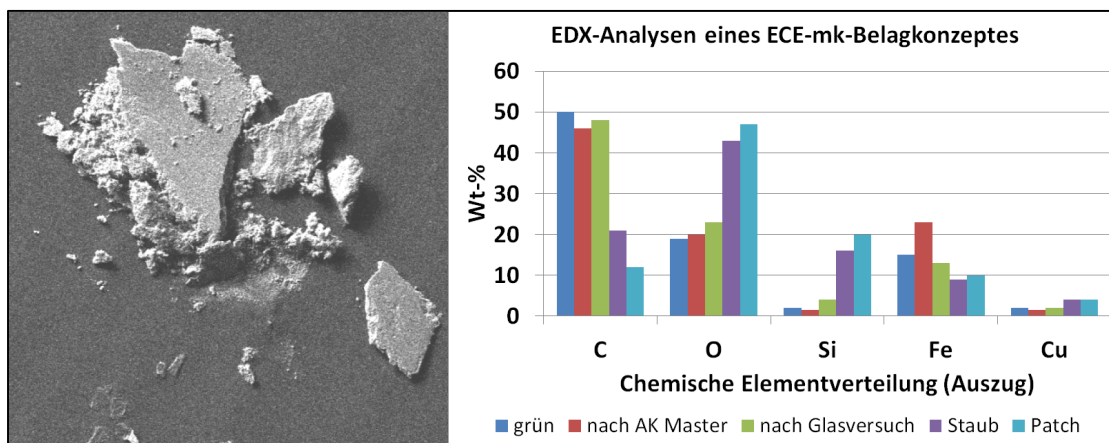 EDX-Analysen eines ECE-mk-Belagkonzeptes
60
50
40
30
20
10
0
Wt-%
C O Si Fe Cu
Chemische Elementverteilung (Auszug)
grün nach AK Master nach Glasversuch Staub Patch